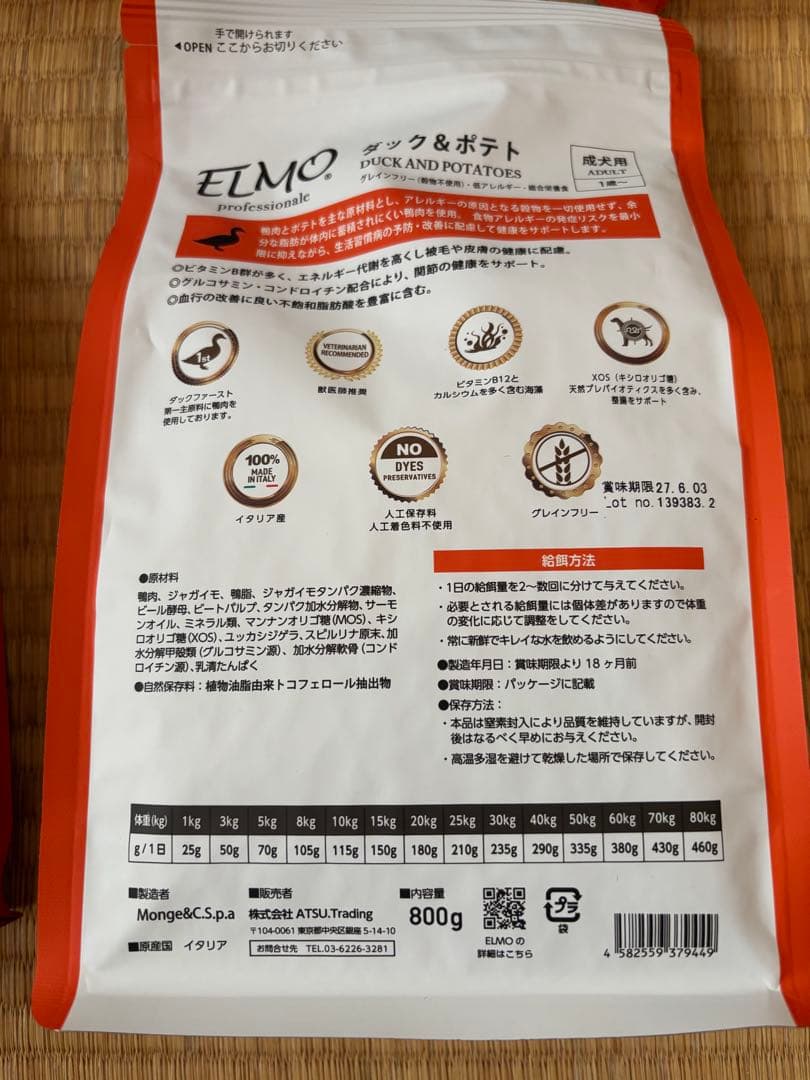 手で開けられます
◀OPEN ここからお切りください
ELMO®
professionale
ダック&ポテト
DUCK AND POTATOES
グレインフリー(穀物不使用)・低アレルギー・総合栄養食
成犬用
ADULT
1歳〜
鴨肉とポテトを主な原材料とし、アレルギーの原因となる穀物を一切使用せず、余
分な脂肪が体内に蓄積されにくい鴨肉を使用。 食物アレルギーの発症リスクを最小
限に抑えながら、生活習慣病の予防・改善に配慮して健康をサポートします。
◎ビタミンB群が多く、エネルギー代謝を高くし被毛や皮膚の健康に配慮。
◎グルコサミン・コンドロイチン配合により、関節の健康をサポート。
◎血行の改善に良い不飽和脂肪酸を豊富に含む。
1st
ダックファースト
第一主原料に鴨肉を
使用しております。
VETERINARIAN
RECOMMENDED
獣医師推奨
ビタミンB12と
カルシウムを多く含む海藻
XOS
XOS(キシロオリゴ糖)
天然プレバイオティクスを多く含み、
整腸をサポート
100%
MADE
IN ITALY
イタリア産
NO
DYES
PRESERVATIVES
人工保存料
人工着色料不使用
グレインフリー
賞味期限27.6.03
Lot no.139383.2
●原材料
鴨肉、ジャガイモ、鴨脂、ジャガイモタンパク濃縮物、
ビール酵母、ビートパルプ、タンパク加水分解物、サーモ
ンオイル、ミネラル類、マンナンオリゴ糖(MOS)、キシ
ロオリゴ糖(XOS)、ユッカシジゲラ、スピルリナ原末、加
水分解甲殻類(グルコサミン源)、加水分解軟骨(コンド
ロイチン源)、乳清たんぱく
●自然保存料:植物油脂由来トコフェロール抽出物
給餌方法
・1日の給餌量を2〜数回に分けて与えてください。
・必要とされる給餌量には個体差がありますので体重
の変化に応じて調整をしてください。
・常に新鮮でキレイな水を飲めるようにしてください。
●製造年月日:賞味期限より18ヶ月前
●賞味期限:パッケージに記載
●保存方法:
・本品は窒素封入により品質を維持していますが、開封
後はなるべく早めにお与えください。
・高温多湿を避けて乾燥した場所で保存してください。
体重(kg) 1kg 3kg 5kg 8kg 10kg 15kg 20kg 25kg 30kg 40kg 50kg 60kg 70kg 80kg
g/1日 25g 50g 70g 105g 115g 150g 180g 210g 235g 290g 335g 380g 430g 460g
■製造者
Monge&C.S.p.a
■原産国 イタリア
■販売者
株式会社 ATSU.Trading
〒104-0061 東京都中央区銀座5-14-10
お問合せ先 TEL.03-6226-3281
■内容量
800g
ELMOの
詳細はこちら
プラ
袋
4 582559 379449